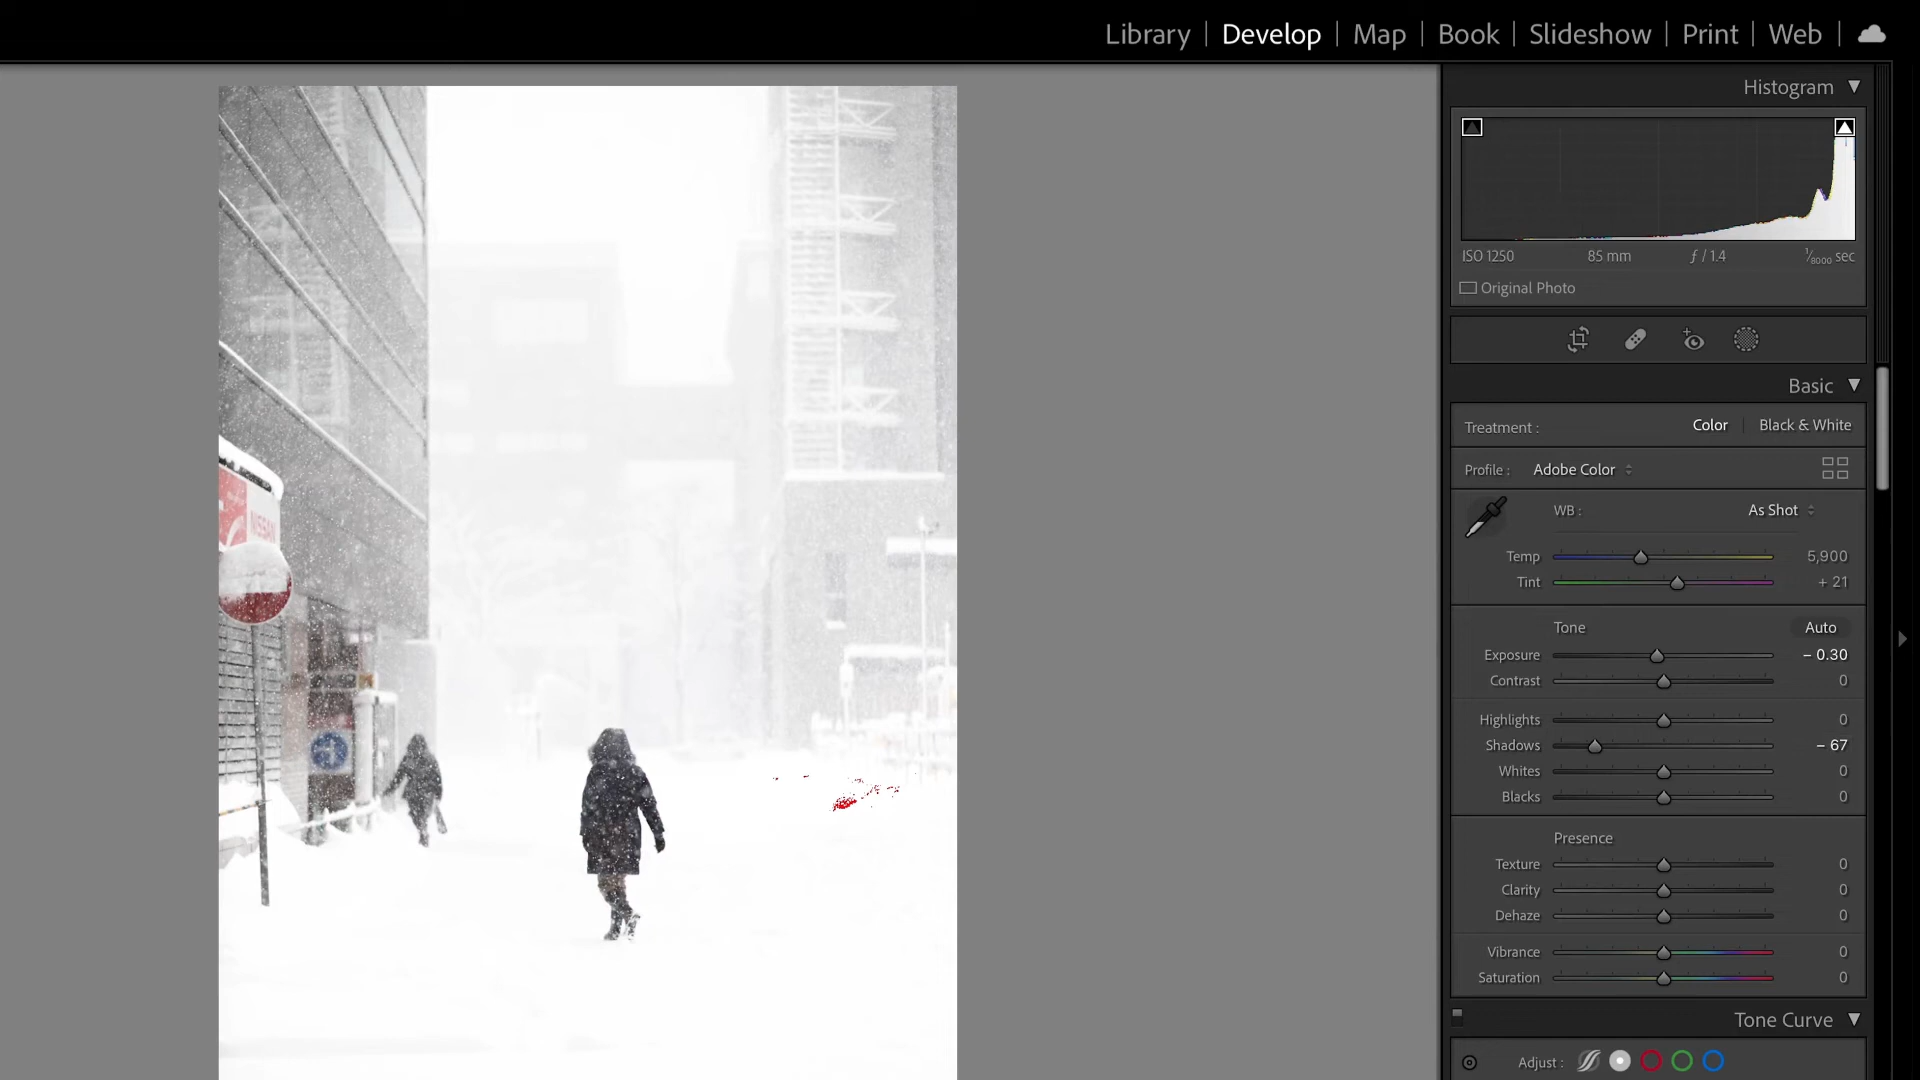 Library | Develop | Map | Book | Slideshow | Print | Web |
Histogram
ISO 1250 85 mm ƒ / 1.4 1/8000 sec
Original Photo
Basic
Treatment : Color | Black & White
Profile : Adobe Color
WB : As Shot
Temp 5,900
Tint + 21
Tone Auto
Exposure – 0.30
Contrast 0
Highlights 0
Shadows – 67
Whites 0
Blacks 0
Presence
Texture 0
Clarity 0
Dehaze 0
Vibrance 0
Saturation 0
Tone Curve
Adjust :
NISSAN